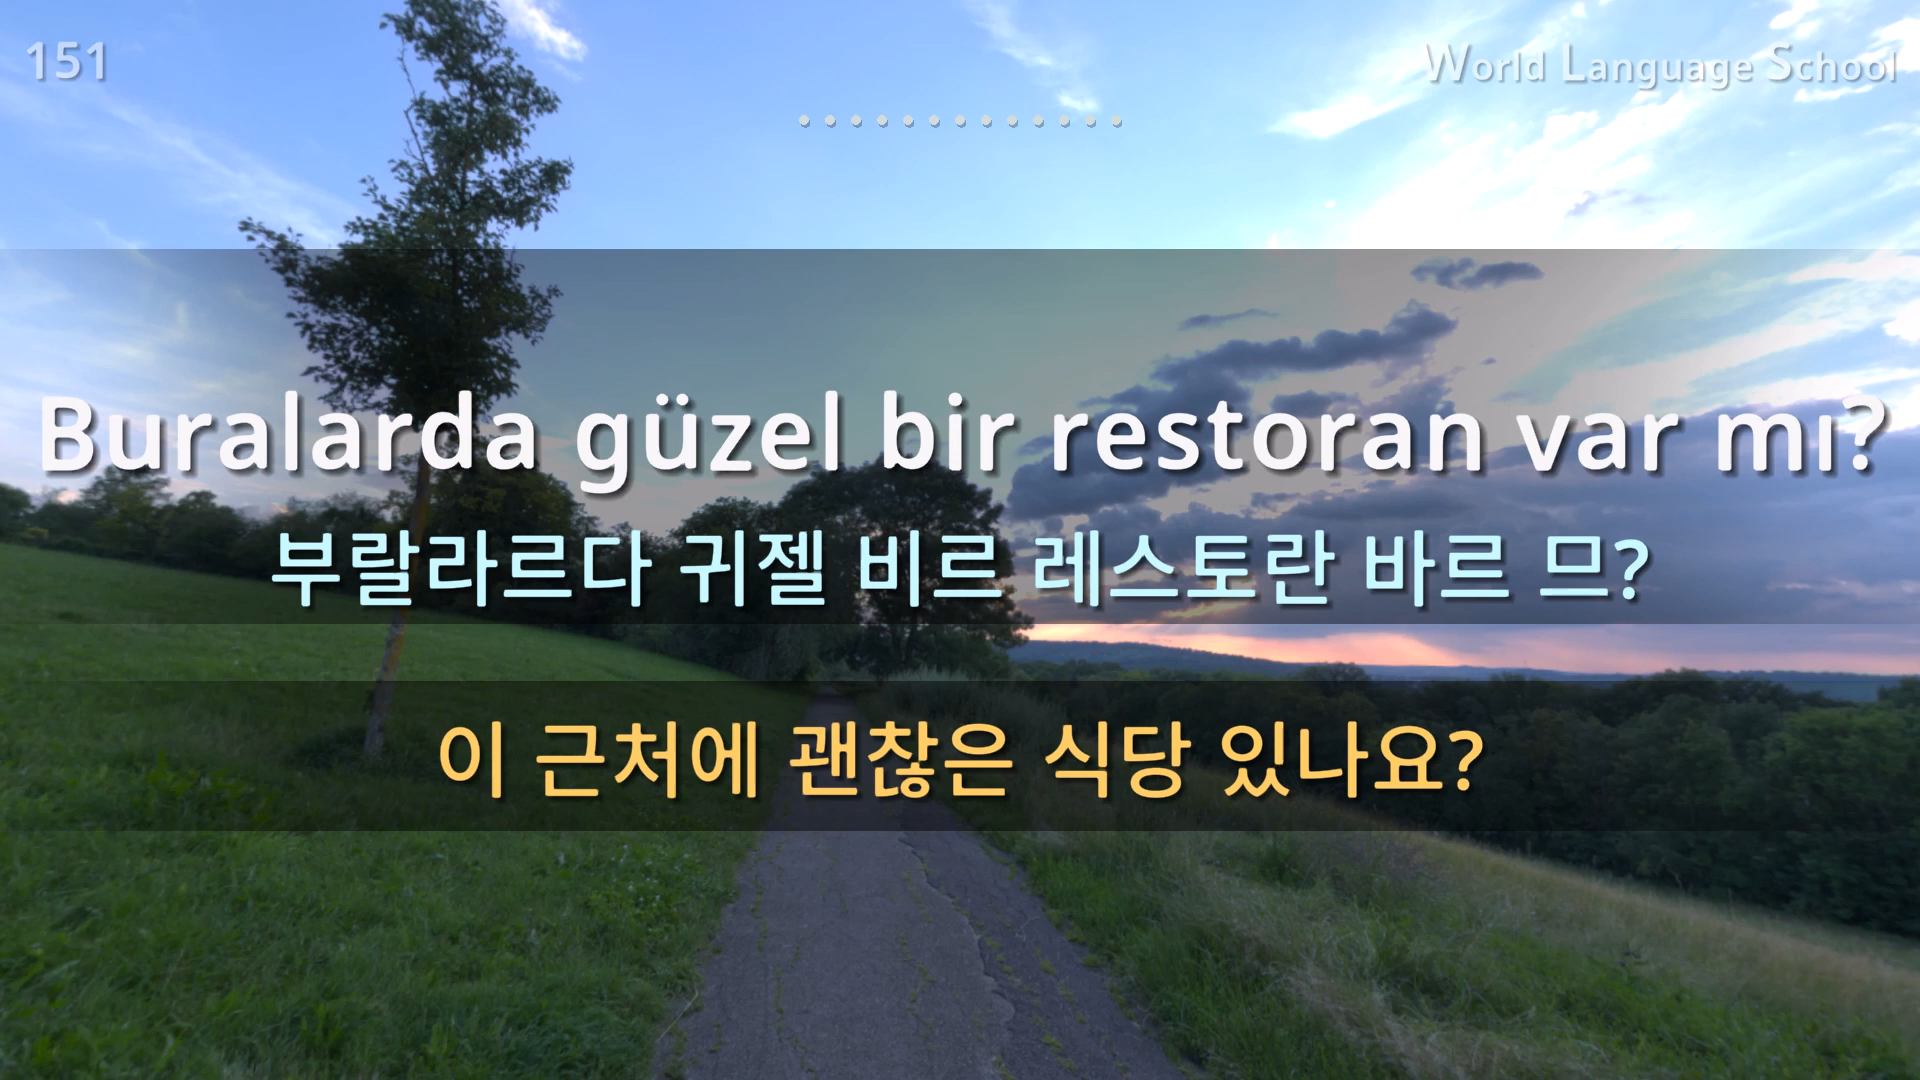 151
World Language School
Buralarda güzel bir restoran var mı?
부랄라르다 귀젤 비르 레스토란 바르 므?
이 근처에 괜찮은 식당 있나요?